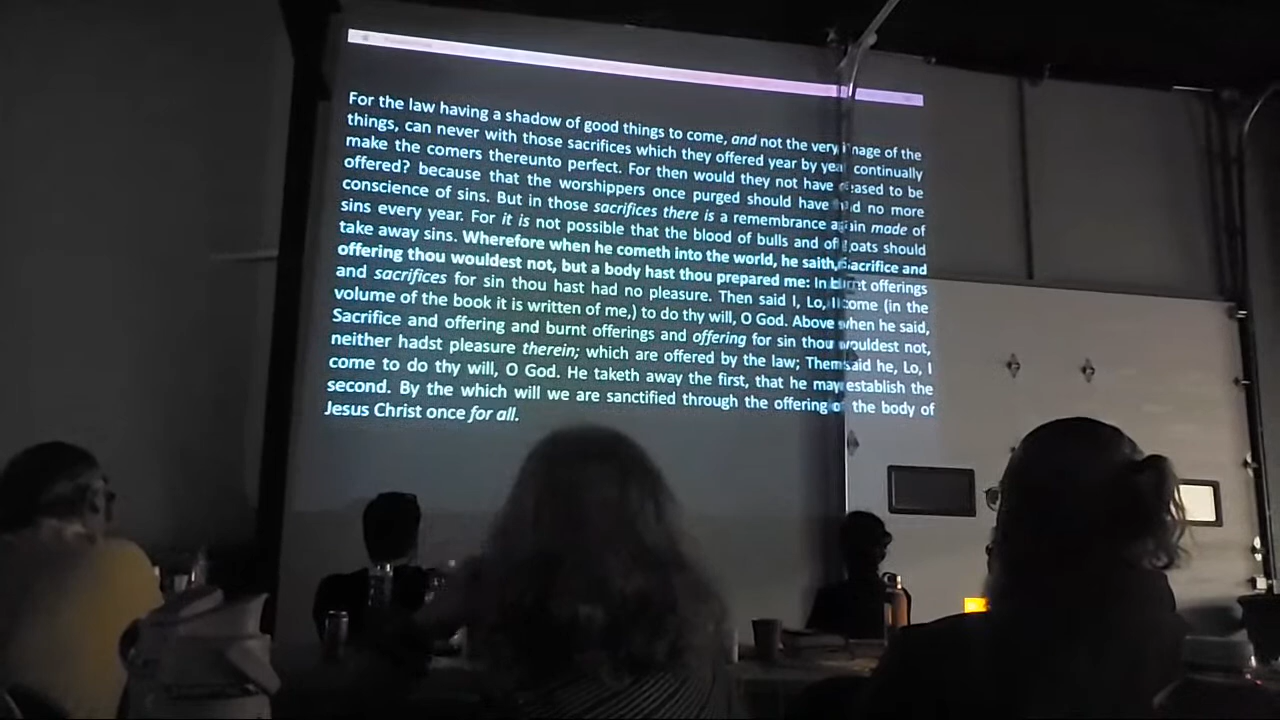 For the law having a shadow of good things to come, and not the very image of the
things, can never with those sacrifices which they offered year by year continually
make the comers thereunto perfect. For then would they not have ceased to be
offered? because that the worshippers once purged should have had no more
conscience of sins. But in those sacrifices there is a remembrance again made of
sins every year. For it is not possible that the blood of bulls and of goats should
take away sins. Wherefore when he cometh into the world, he saith, Sacrifice and
offering thou wouldest not, but a body hast thou prepared me: In burnt offerings
and sacrifices for sin thou hast had no pleasure. Then said I, Lo, I come (in the
volume of the book it is written of me,) to do thy will, O God. Above when he said,
Sacrifice and offering and burnt offerings and offering for sin thou wouldest not,
neither hadst pleasure therein; which are offered by the law; Then said he, Lo, I
come to do thy will, O God. He taketh away the first, that he may establish the
second. By the which will we are sanctified through the offering of the body of
Jesus Christ once for all.